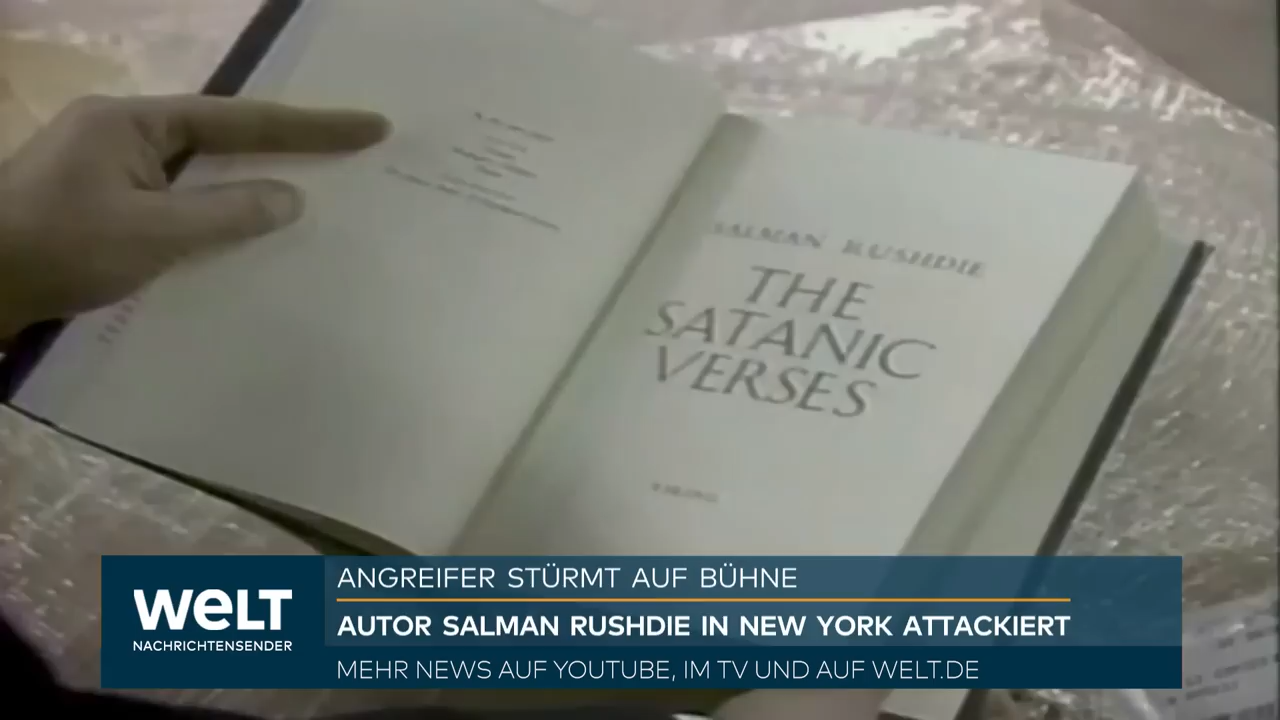 SALMAN RUSHDIE
THE
SATANIC
VERSES
welt
NACHRICHTENSENDER
ANGREIFER STÜRMT AUF BÜHNE
AUTOR SALMAN RUSHDIE IN NEW YORK ATTACKIERT
MEHR NEWS AUF YOUTUBE, IM TV UND AUF WELT.DE